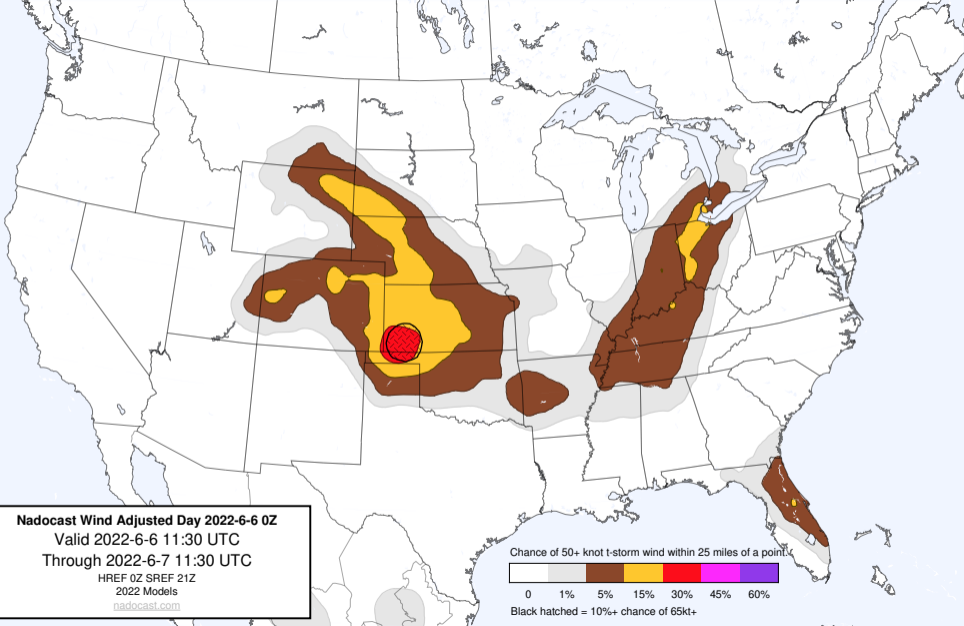 Nadocast Wind Adjusted Day 2022-6-6 0Z
Valid 2022-6-6 11:30 UTC
Through 2022-6-7 11:30 UTC
HREF 0Z SREF 21Z
2022 Models
nadocast.com
Chance of 50+ knot t-storm wind within 25 miles of a point.
0 1% 5% 15% 30% 45% 60%
Black hatched = 10%+ chance of 65kt+